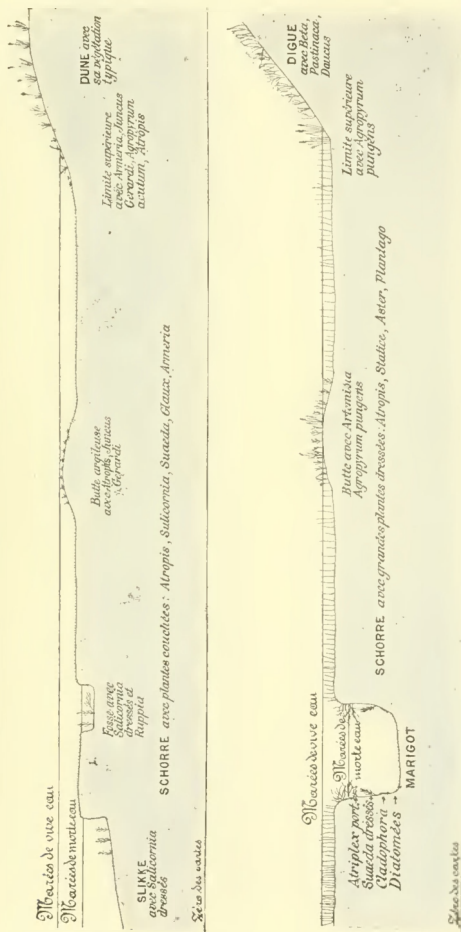 Marées de vive eau
Marées de morte eau
SLIKKE
avec Salicornia
dressés
Zéro des cartes
Fosse avec
Salicornia
dressés et
Ruppia
SCHORRE avec plantes couchées : Atropis, Salicornia, Suaeda, Glaux, Armeria
Butte argileuse
avec Atropis, Juncus
Gerardi
Limite supérieure
avec Armeria, Juncus
Gerardi, Agropyrum
acutum, Atropis
DUNE avec
sa végétation
typique
Marées de vive eau
Marées de
morte eau
Atriplex port.
Suaeda dressés
Cladophora →
Diatomées →
MARIGOT
Zéro des cartes
SCHORRE avec grandes plantes dressées : Atropis, Statice, Aster, Plantago
Butte avec Artemisia
Agropyrum pungens
Limite supérieure
avec Agropyrum
pungens
DIGUE
avec Beta,
Pastinaca,
Daucus